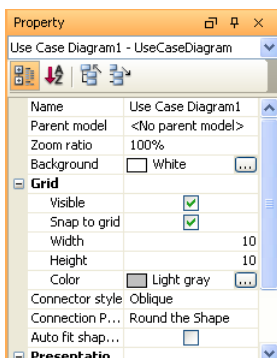 Property
Use Case Diagram1 - UseCaseDiagram
Name Use Case Diagram1
Parent model <No parent model>
Zoom ratio 100%
Background White ...
Grid
Visible
Snap to grid
Width 10
Height 10
Color Light gray ...
Connector style Oblique
Connection P... Round the Shape
Auto fit shap...
Presentatio